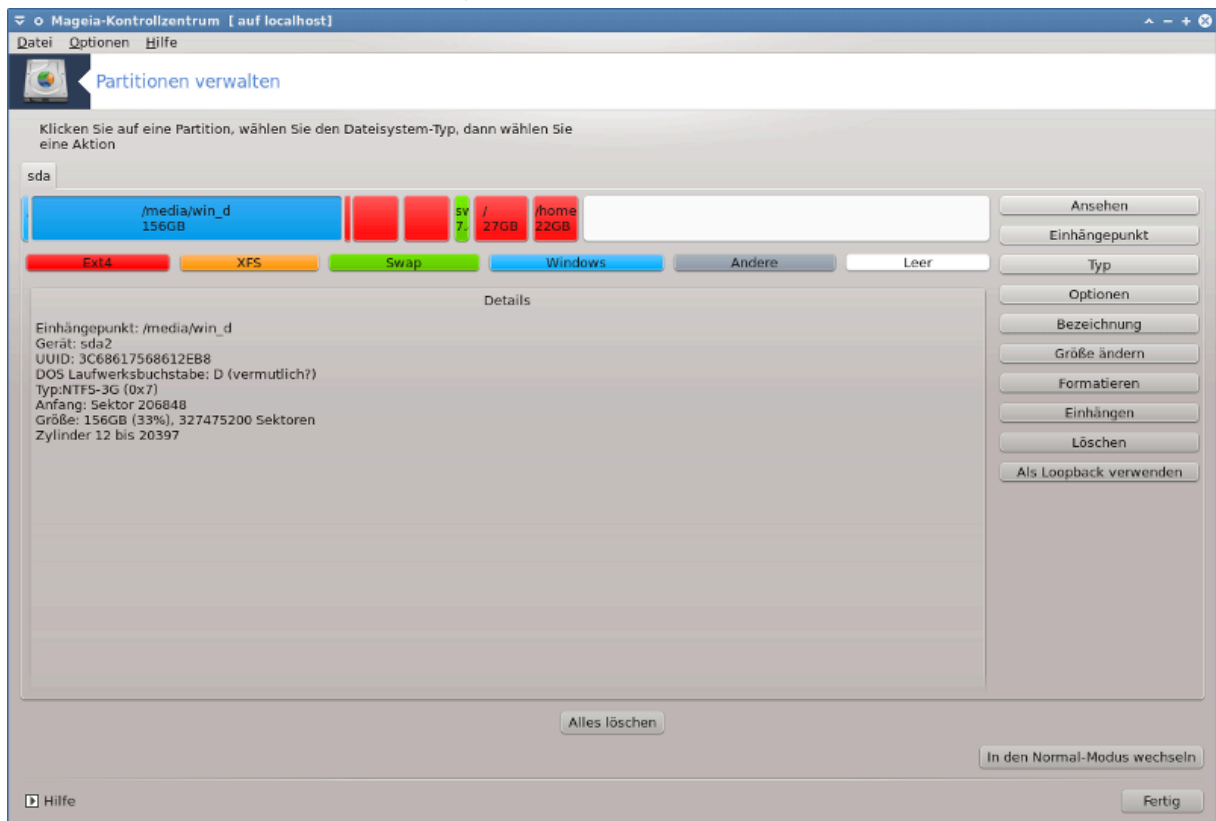 Mageia-Kontrollzentrum [ auf localhost]
Datei Optionen Hilfe
Partitionen verwalten
Klicken Sie auf eine Partition, wählen Sie den Dateisystem-Typ, dann wählen Sie
eine Aktion
sda
/media/win_d
156GB
sv
7.
/
27GB
/home
22GB
Ext4 XFS Swap Windows Andere Leer
Details
Einhängepunkt: /media/win_d
Gerät: sda2
UUID: 3C68617568612EB8
DOS Laufwerksbuchstabe: D (vermutlich?)
Typ:NTFS-3G (0x7)
Anfang: Sektor 206848
Größe: 156GB (33%), 327475200 Sektoren
Zylinder 12 bis 20397
Ansehen
Einhängepunkt
Typ
Optionen
Bezeichnung
Größe ändern
Formatieren
Einhängen
Löschen
Als Loopback verwenden
Alles löschen
In den Normal-Modus wechseln
Hilfe
Fertig